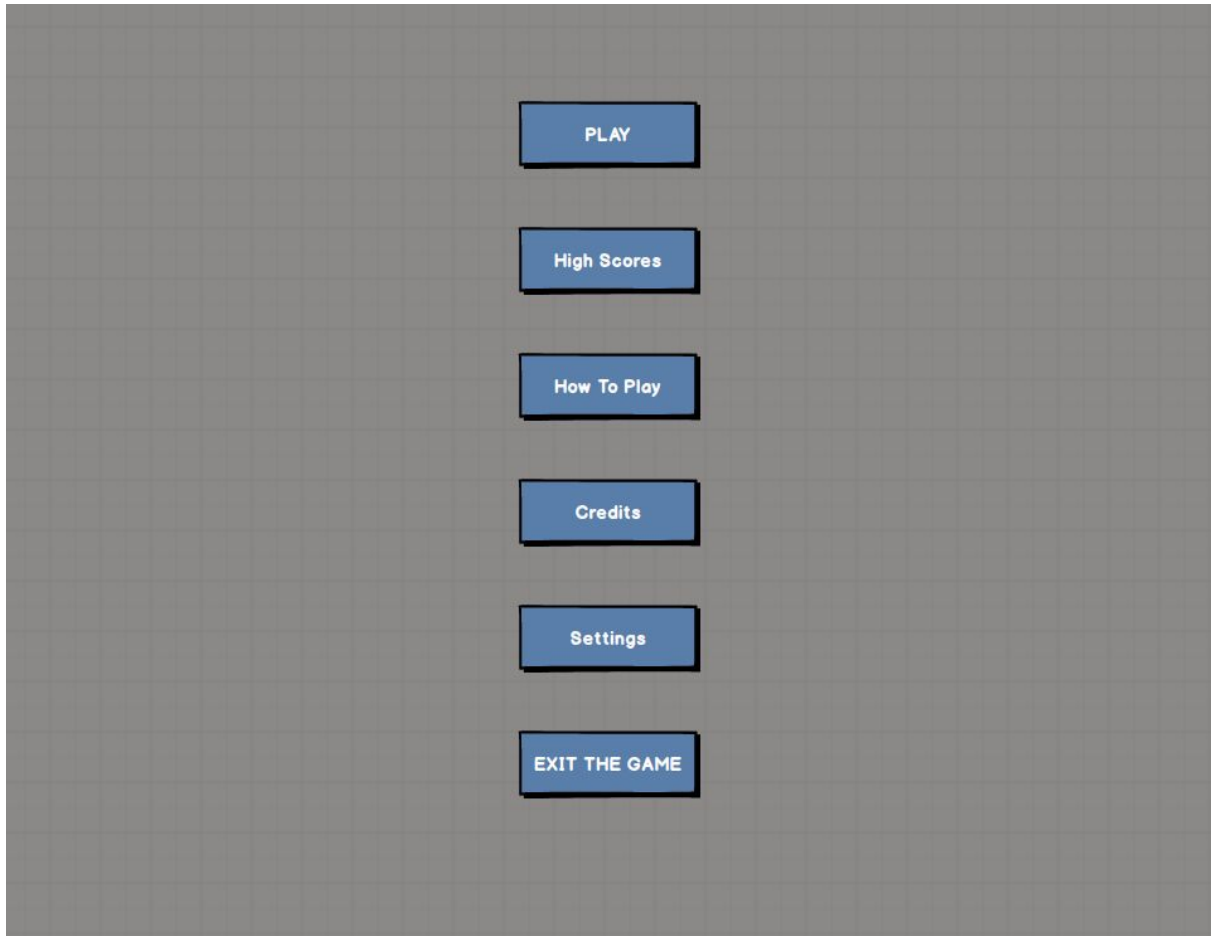 PLAY
High Scores
How To Play
Credits
Settings
EXIT THE GAME